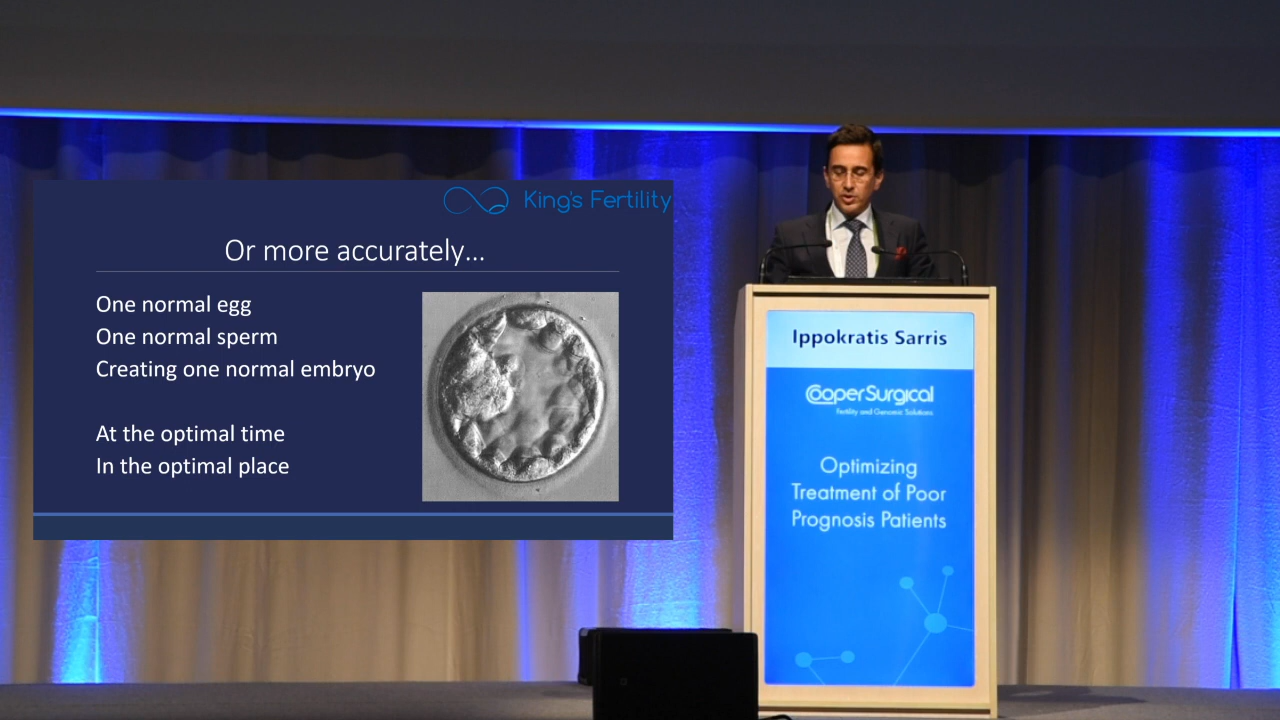 King's Fertility
Or more accurately...
One normal egg
One normal sperm
Creating one normal embryo
At the optimal time
In the optimal place
Ippokratis Sarris
CooperSurgical
Fertility and Genomic Solutions
Optimizing
Treatment of Poor
Prognosis Patients